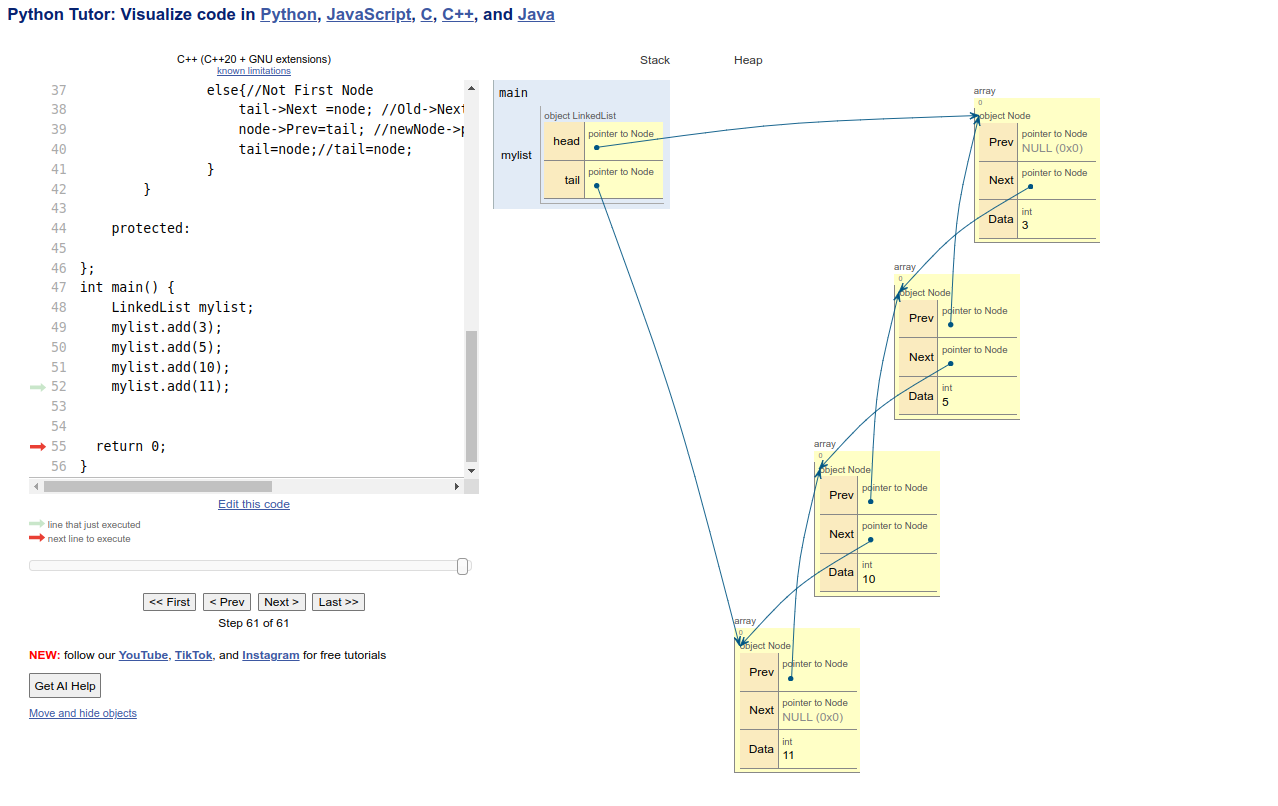 Python Tutor: Visualize code in Python, JavaScript, C, C++, and Java
C++ (C++20 + GNU extensions)
known limitations
37 else{//Not First Node
38 tail->Next =node; //Old->Next
39 node->Prev=tail; //newNode->p
40 tail=node;//tail=node;
41 }
42 }
43
44 protected:
45
46 };
47 int main() {
48 LinkedList mylist;
49 mylist.add(3);
50 mylist.add(5);
51 mylist.add(10);
52 mylist.add(11);
53
54
55 return 0;
56 }
Edit this code
line that just executed
next line to execute
<< First < Prev Next > Last >>
Step 61 of 61
NEW: follow our YouTube, TikTok, and Instagram for free tutorials
Get AI Help
Move and hide objects
Stack Heap
main
mylist
object LinkedList
head pointer to Node
tail pointer to Node
array
0
object Node
Prev pointer to Node
NULL (0x0)
Next pointer to Node
Data int
3
array
0
object Node
Prev pointer to Node
Next pointer to Node
Data int
5
array
0
object Node
Prev pointer to Node
Next pointer to Node
Data int
10
array
0
object Node
Prev pointer to Node
Next pointer to Node
NULL (0x0)
Data int
11